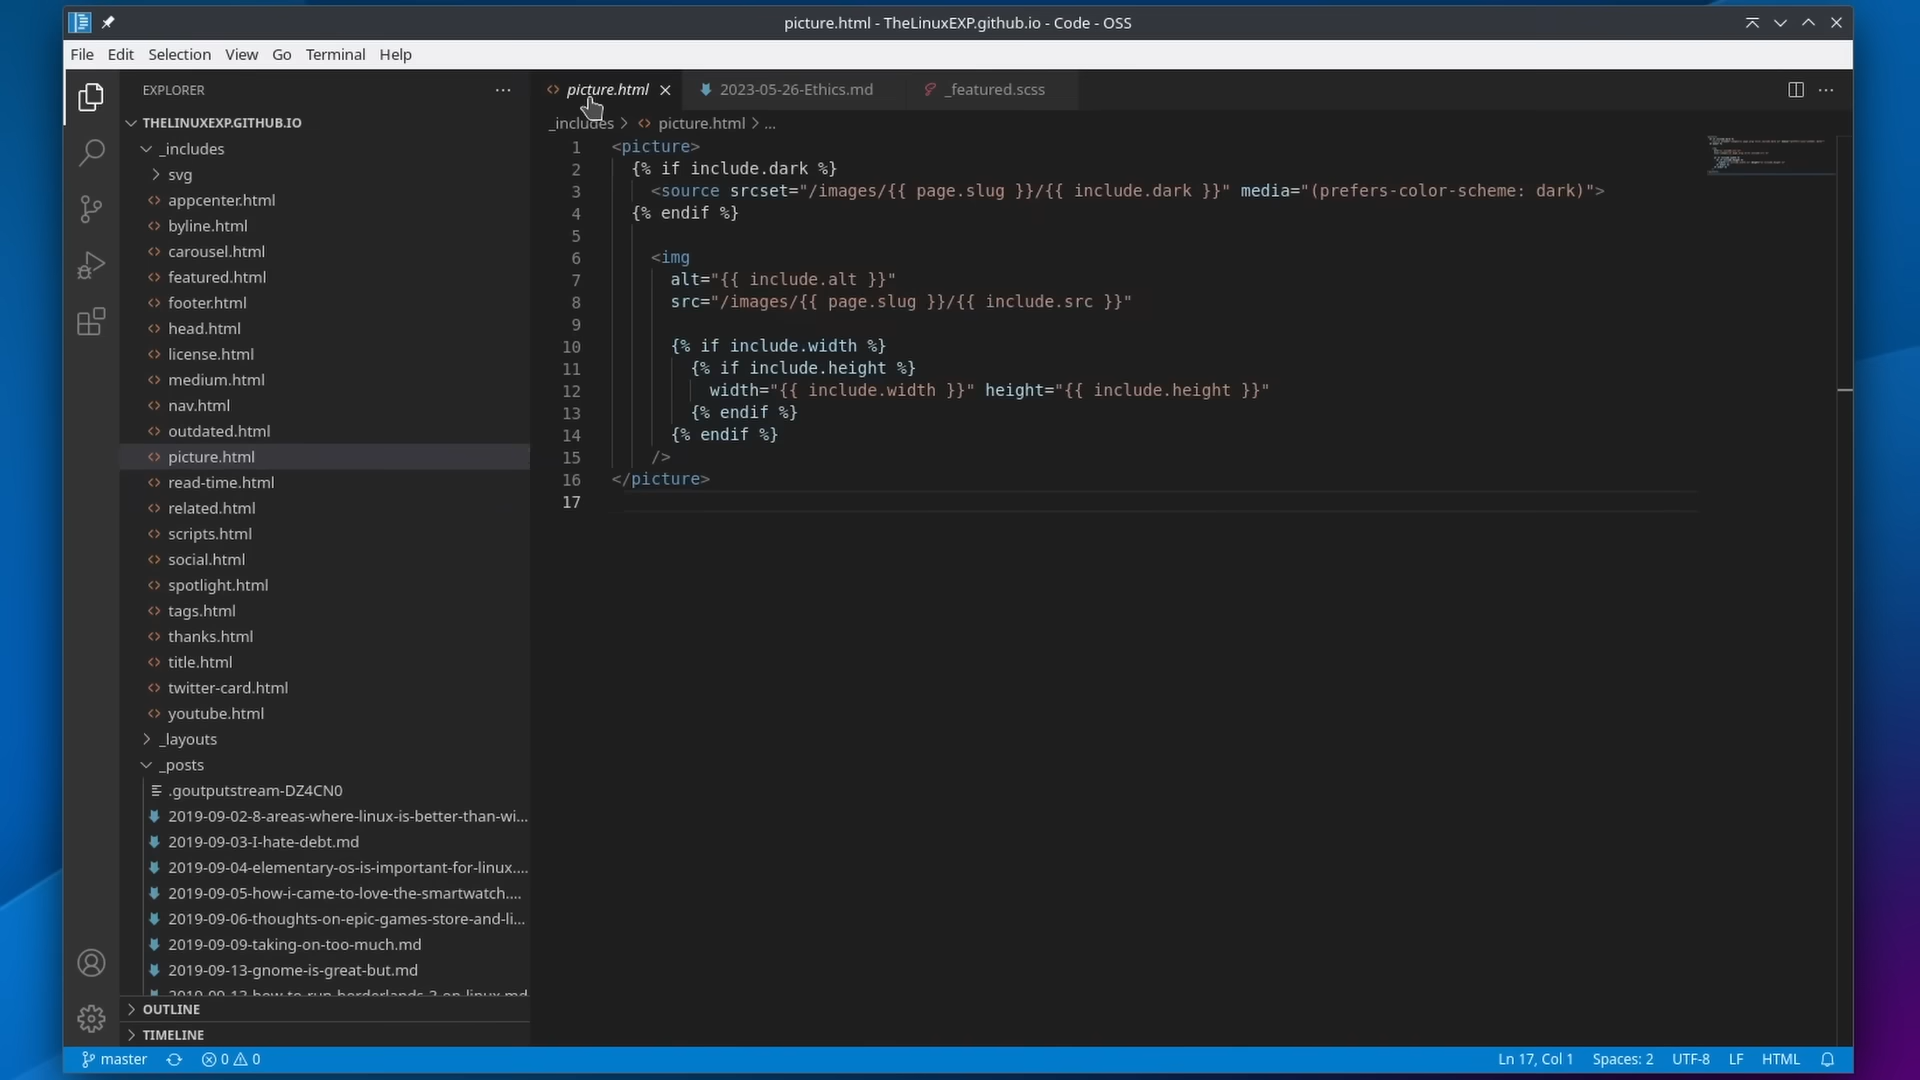 picture.html - TheLinuxEXP.github.io - Code - OSS
File Edit Selection View Go Terminal Help
EXPLORER
THELINUXEXP.GITHUB.IO
_includes
svg
appcenter.html
byline.html
carousel.html
featured.html
footer.html
head.html
license.html
medium.html
nav.html
outdated.html
picture.html
read-time.html
related.html
scripts.html
social.html
spotlight.html
tags.html
thanks.html
title.html
twitter-card.html
youtube.html
_layouts
_posts
.goutputstream-DZ4CN0
2019-09-02-8-areas-where-linux-is-better-than-wi...
2019-09-03-I-hate-debt.md
2019-09-04-elementary-os-is-important-for-linux....
2019-09-05-how-i-came-to-love-the-smartwatch....
2019-09-06-thoughts-on-epic-games-store-and-li...
2019-09-09-taking-on-too-much.md
2019-09-13-gnome-is-great-but.md
2019-09-13-how-to-run-borderlands-3-on-linux.md
OUTLINE
TIMELINE
picture.html 2023-05-26-Ethics.md _featured.scss
_includes > picture.html > ...
1 <picture>
2 {% if include.dark %}
3 <source srcset="/images/{{ page.slug }}/{{ include.dark }}" media="(prefers-color-scheme: dark)">
4 {% endif %}
5
6 <img
7 alt="{{ include.alt }}"
8 src="/images/{{ page.slug }}/{{ include.src }}"
9
10 {% if include.width %}
11 {% if include.height %}
12 width="{{ include.width }}" height="{{ include.height }}"
13 {% endif %}
14 {% endif %}
15 />
16 </picture>
17
master 0 0 Ln 17, Col 1 Spaces: 2 UTF-8 LF HTML